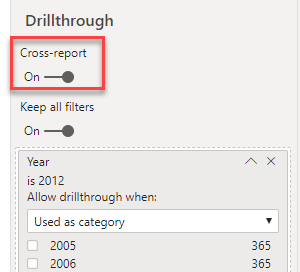 Drillthrough
Cross-report
On
Keep all filters
On
Year
is 2012
Allow drillthrough when:
Used as category
2005 365
2006 365